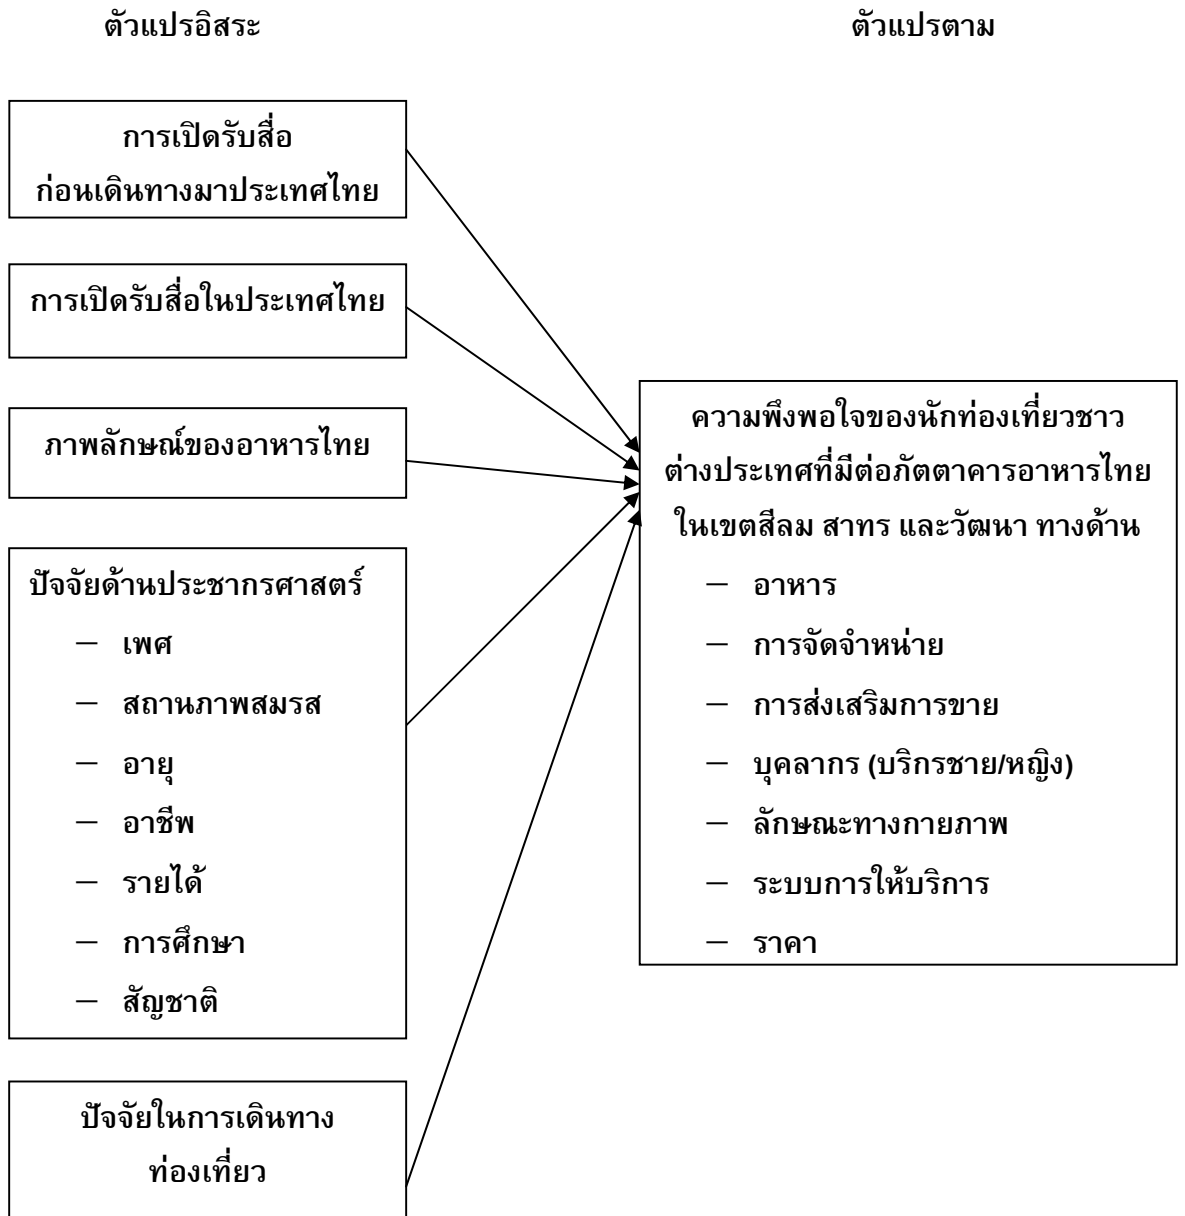 ตัวแปรอิสระ
ตัวแปรตาม
การเปิดรับสื่อ
ก่อนเดินทางมาประเทศไทย
การเปิดรับสื่อในประเทศไทย
ภาพลักษณ์ของอาหารไทย
ปัจจัยด้านประชากรศาสตร์
— เพศ
— สถานภาพสมรส
— อายุ
— อาชีพ
— รายได้
— การศึกษา
— สัญชาติ
ปัจจัยในการเดินทาง
ท่องเที่ยว
ความพึงพอใจของนักท่องเที่ยวชาว
ต่างประเทศที่มีต่อภัตตาคารอาหารไทย
ในเขตสีลม สาทร และวัฒนา ทางด้าน
— อาหาร
— การจัดจำหน่าย
— การส่งเสริมการขาย
— บุคลากร (บริกรชาย/หญิง)
— ลักษณะทางกายภาพ
— ระบบการให้บริการ
— ราคา